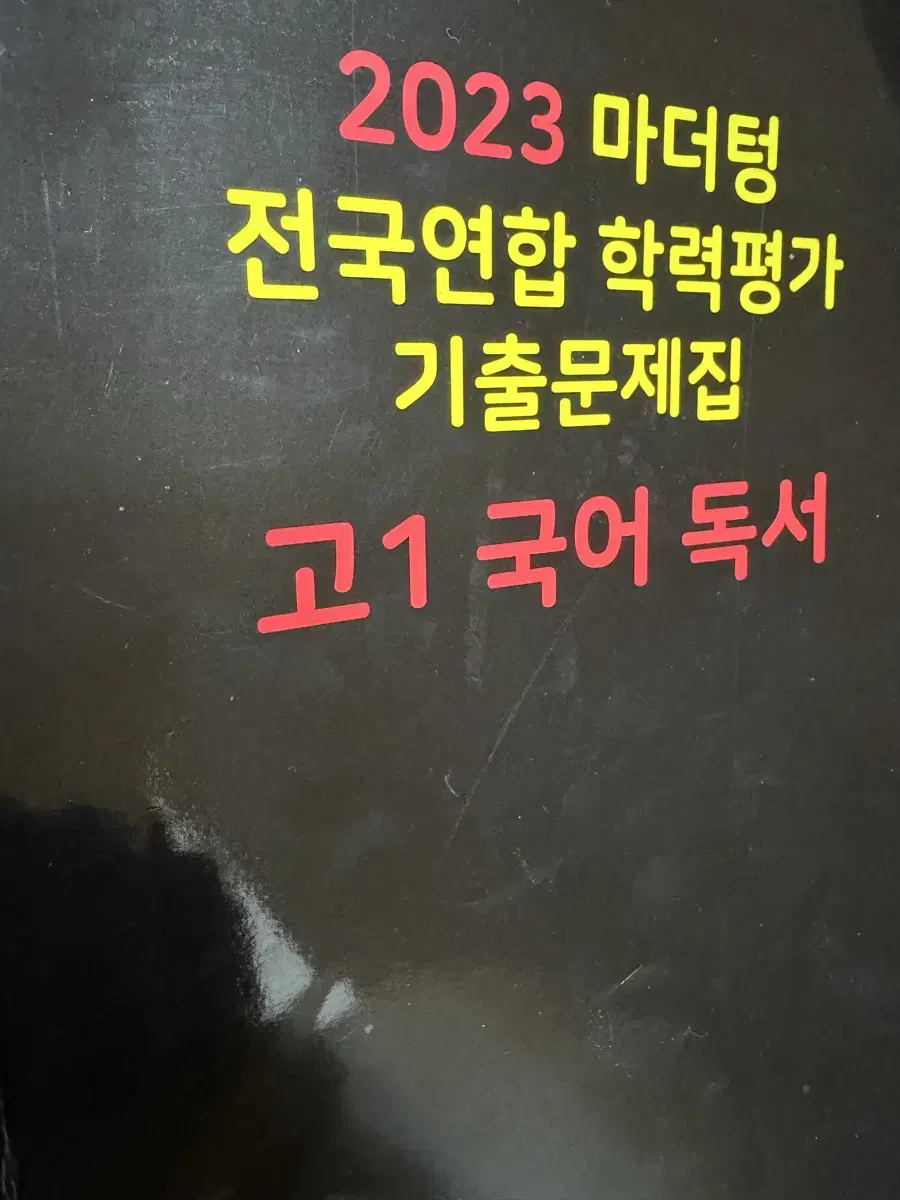 2023 마더텅
전국연합 학력평가
기출문제집
고1 국어 독서